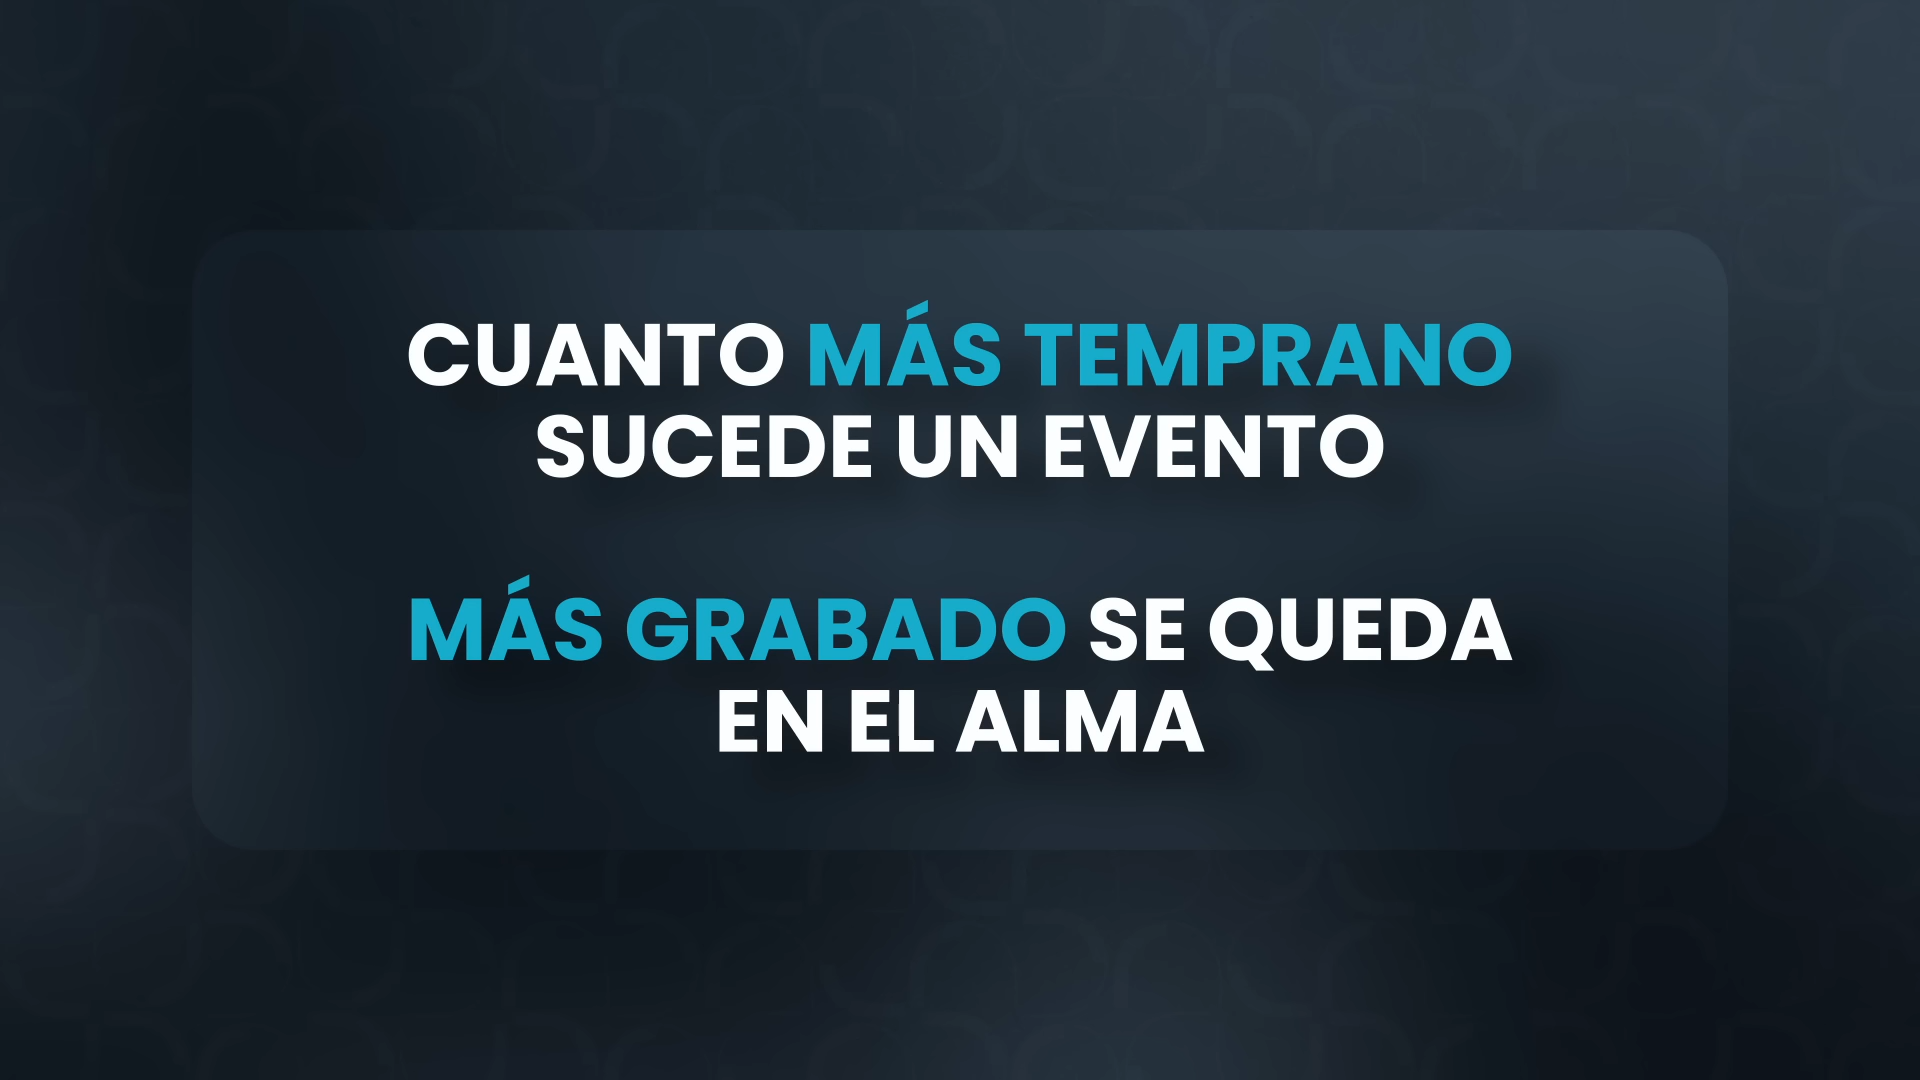 CUANTO MÁS TEMPRANO
SUCEDE UN EVENTO
MÁS GRABADO SE QUEDA
EN EL ALMA